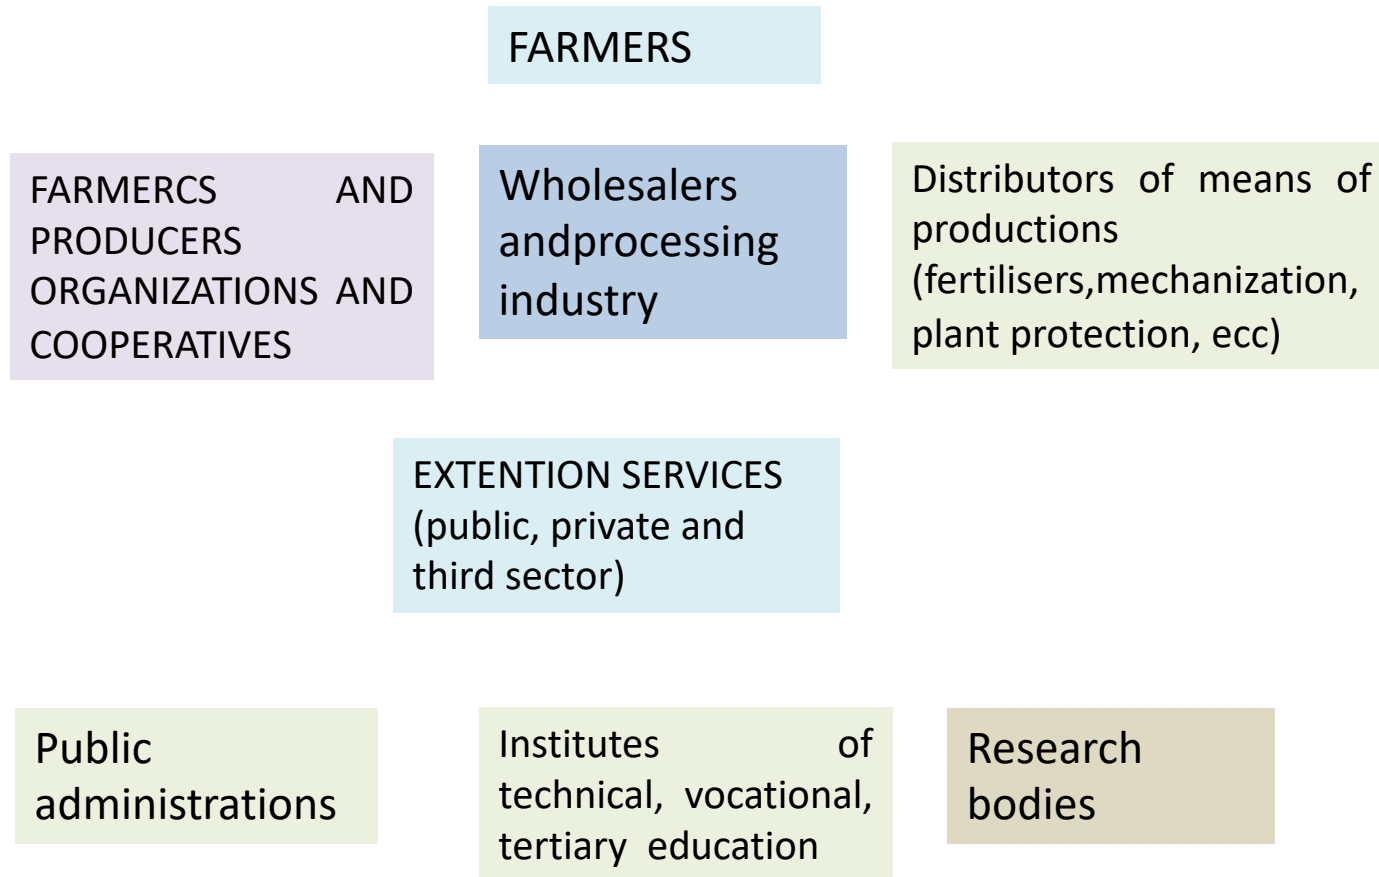 FARMERS
FARMERCS AND
PRODUCERS
ORGANIZATIONS AND
COOPERATIVES
Wholesalers
andprocessing
industry
Distributors of means of
productions
(fertilisers,mechanization,
plant protection, ecc)
EXTENTION SERVICES
(public, private and
third sector)
Public
administrations
Institutes of
technical, vocational,
tertiary education
Research
bodies